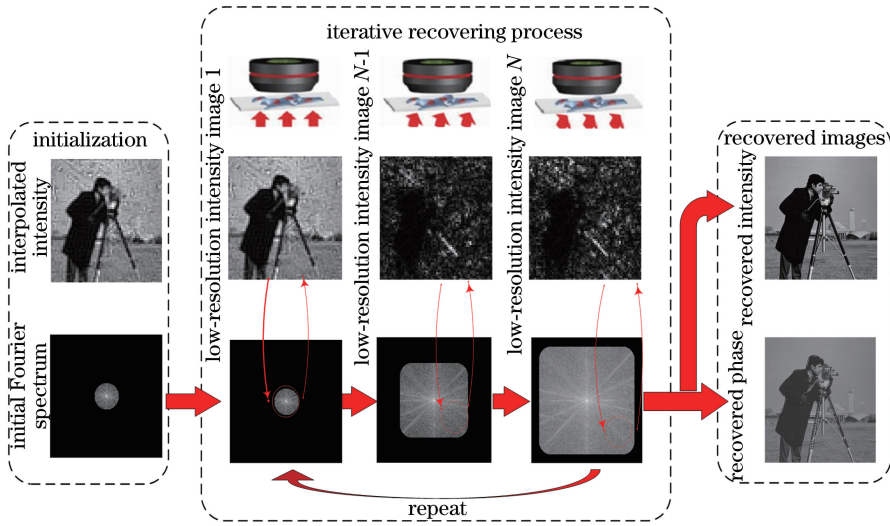 iterative recovering process
initialization
interpolated
intensity
initial Fourier
spectrum
low-resolution intensity image 1
low-resolution intensity image N-1
low-resolution intensity image N
repeat
recovered images
recovered intensity
recovered phase